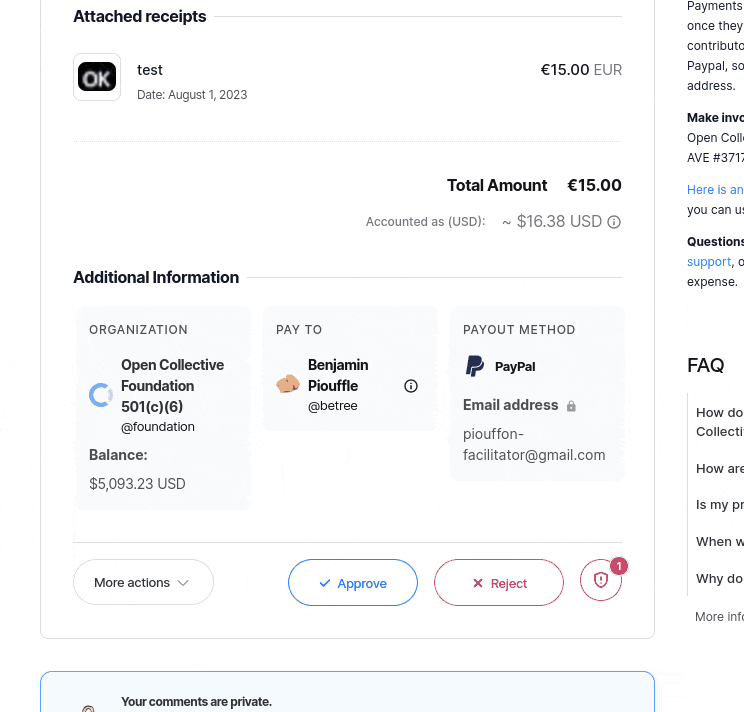 Attached receipts
OK
test
€15.00 EUR
Date: August 1, 2023
Total Amount €15.00
Accounted as (USD): ~ $16.38 USD
Additional Information
ORGANIZATION
Open Collective
Foundation
501(c)(6)
@foundation
Balance:
$5,093.23 USD
PAY TO
Benjamin
Piouffle
@betree
PAYOUT METHOD
PayPal
Email address
piouffon-
facilitator@gmail.com
More actions
Approve
Reject
1
Your comments are private.
Payments
once they
contributo
Paypal, so
address.
Make invo
Open Coll
AVE #3717
Here is an
you can us
Questions
support, o
expense.
FAQ
How do
Collecti
How are
Is my pr
When w
Why do
More info